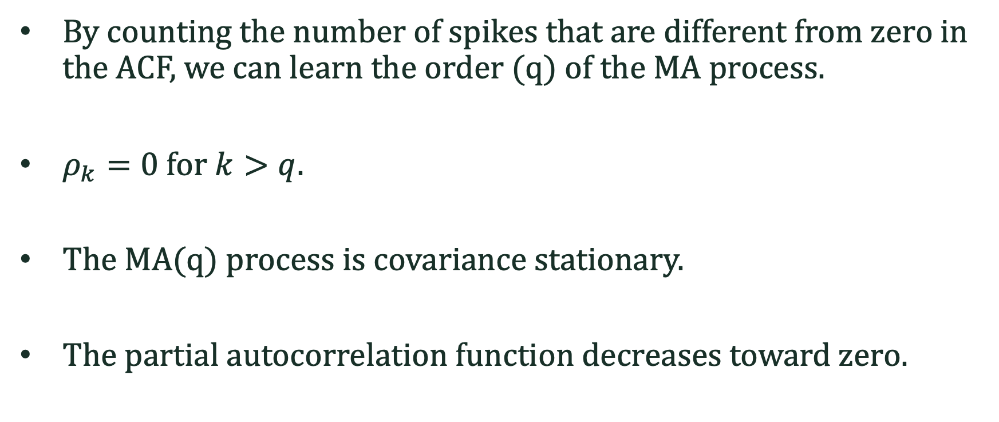 • By counting the number of spikes that are different from zero in
the ACF, we can learn the order (q) of the MA process.
• ρₖ = 0 for k > q.
• The MA(q) process is covariance stationary.
• The partial autocorrelation function decreases toward zero.